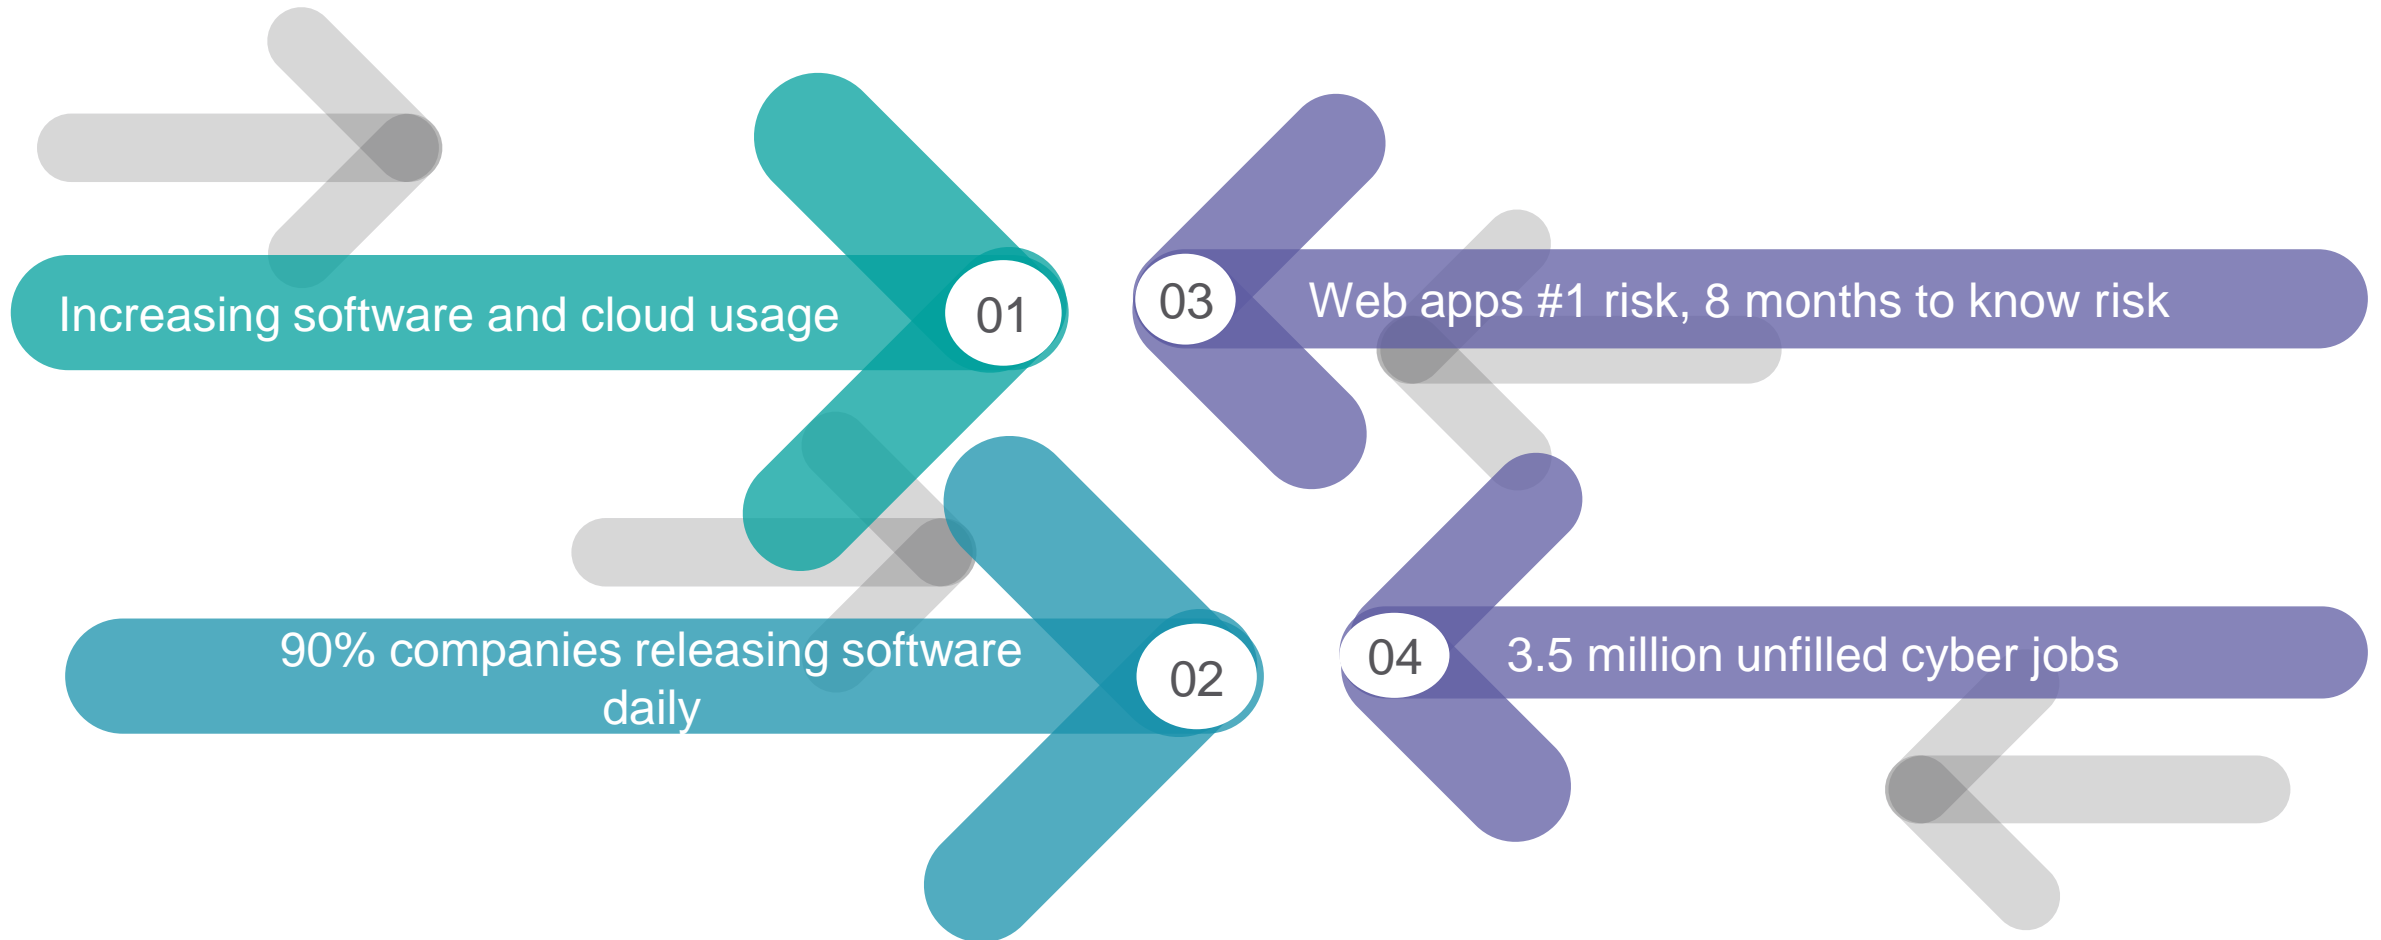 Increasing software and cloud usage
01
90% companies releasing software
daily
02
03
Web apps #1 risk, 8 months to know risk
04
3.5 million unfilled cyber jobs